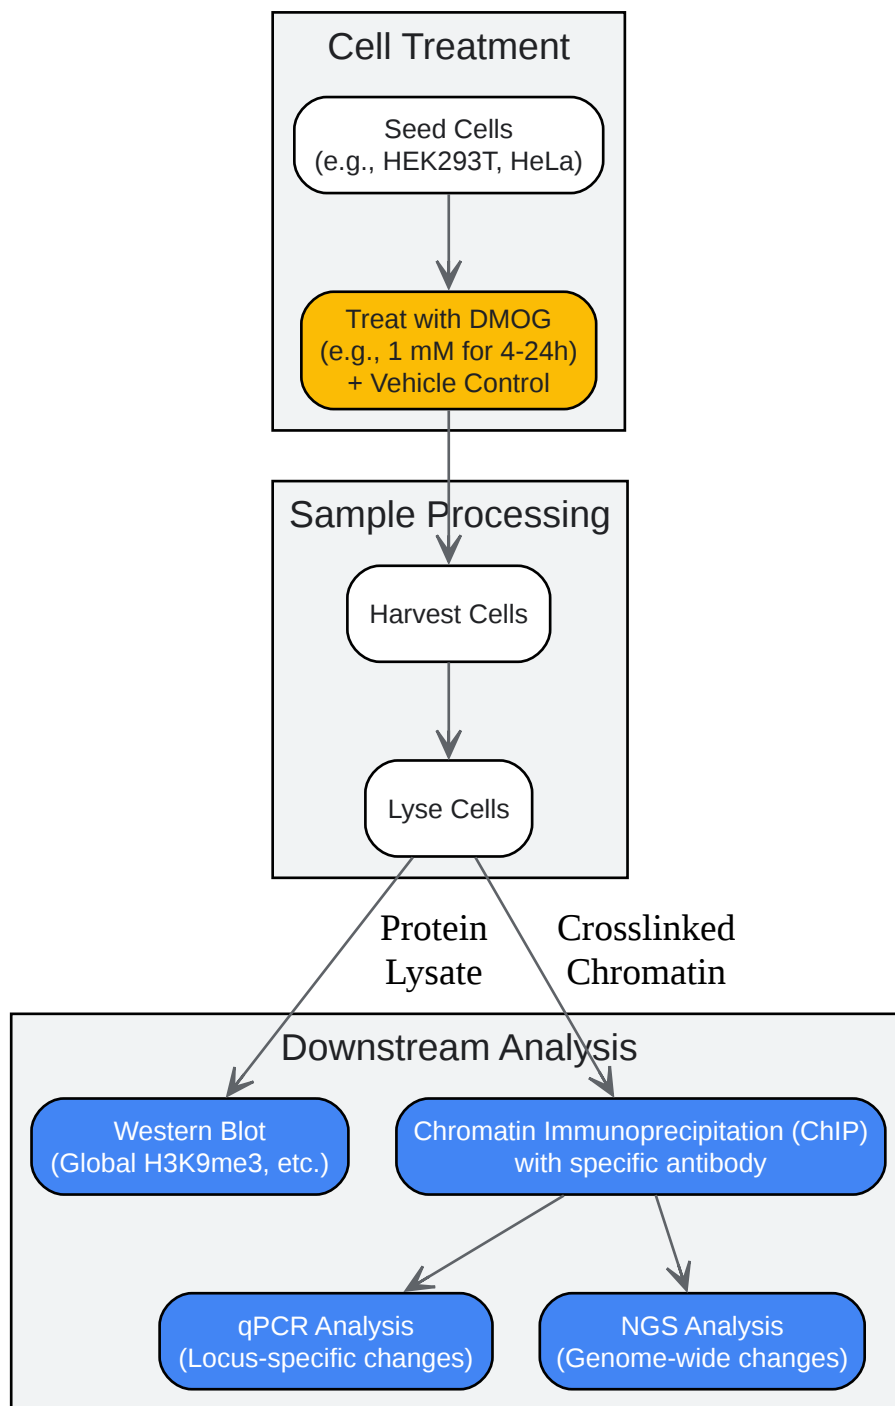 Cell Treatment
Seed Cells
(e.g., HEK293T, HeLa)
Treat with DMOG
(e.g., 1 mM for 4-24h)
+ Vehicle Control
Sample Processing
Harvest Cells
Lyse Cells
Protein
Lysate
Crosslinked
Chromatin
Downstream Analysis
Western Blot
(Global H3K9me3, etc.)
Chromatin Immunoprecipitation (ChIP)
with specific antibody
qPCR Analysis
(Locus-specific changes)
NGS Analysis
(Genome-wide changes)